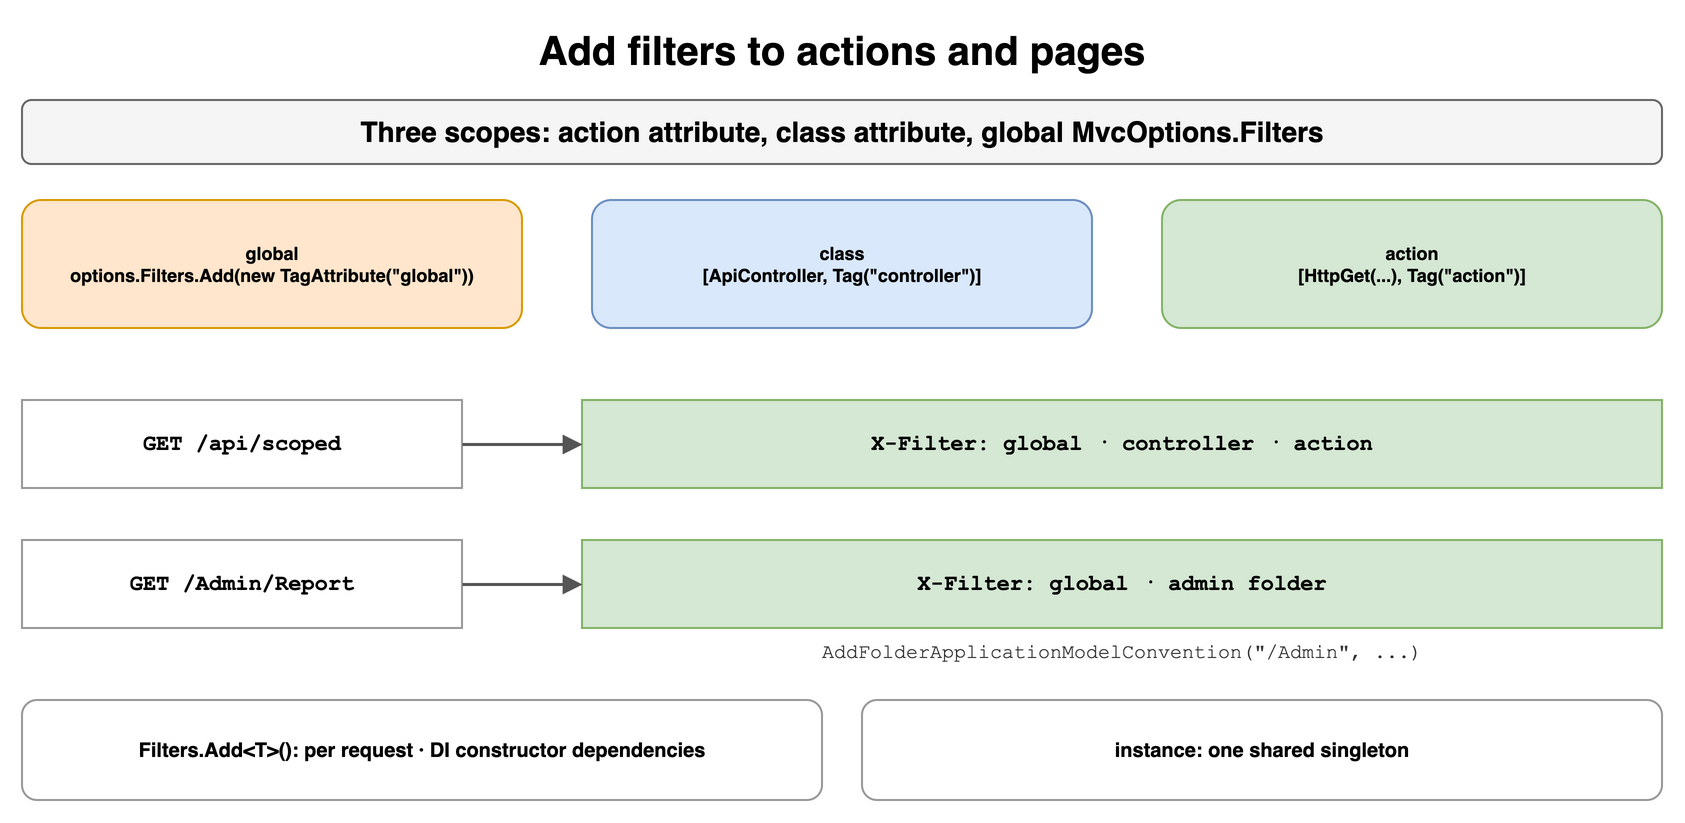 Add filters to actions and pages
Three scopes: action attribute, class attribute, global MvcOptions.Filters
global
options.Filters.Add(new TagAttribute("global"))
class
[ApiController, Tag("controller")]
action
[HttpGet(...), Tag("action")]
GET /api/scoped
X-Filter: global · controller · action
GET /Admin/Report
X-Filter: global · admin folder
AddFolderApplicationModelConvention("/Admin", ...)
Filters.Add<T>(): per request · DI constructor dependencies
instance: one shared singleton